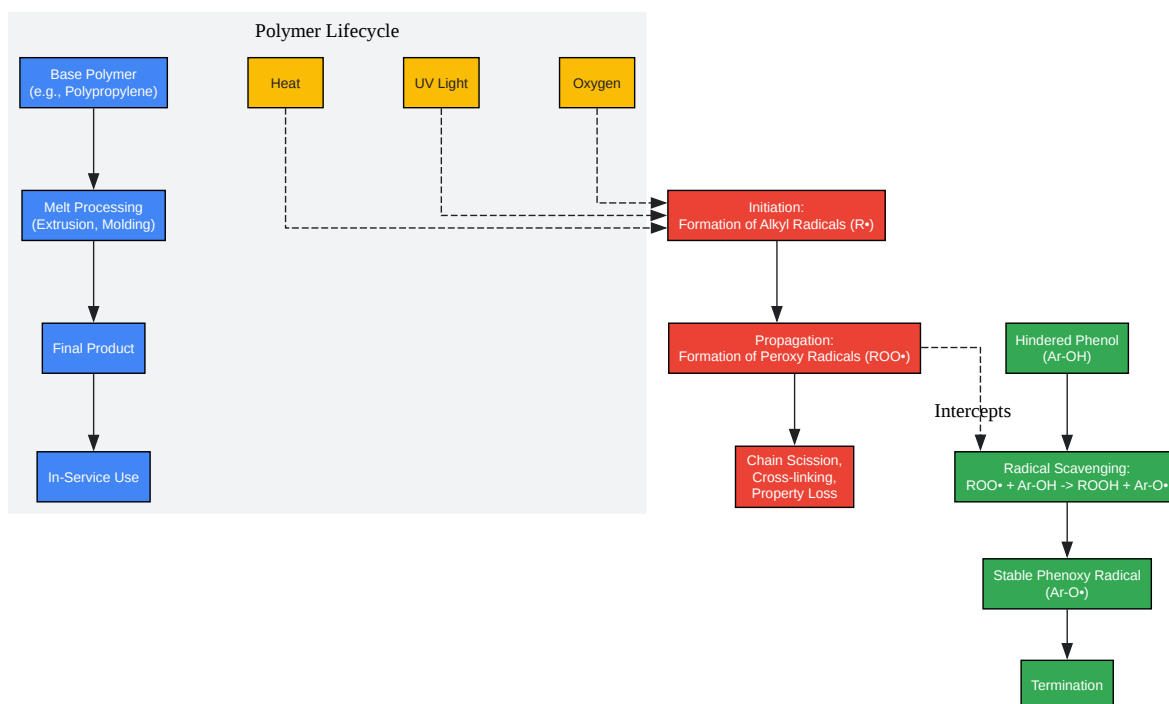 Polymer Lifecycle
Base Polymer
(e.g., Polypropylene)
Heat
UV Light
Oxygen
Melt Processing
(Extrusion, Molding)
Initiation:
Formation of Alkyl Radicals (R•)
Final Product
Propagation:
Formation of Peroxy Radicals (ROO•)
Hindered Phenol
(Ar-OH)
Intercepts
In-Service Use
Chain Scission,
Cross-linking,
Property Loss
Radical Scavenging:
ROO• + Ar-OH -> ROOH + Ar-O•
Stable Phenoxy Radical
(Ar-O•)
Termination